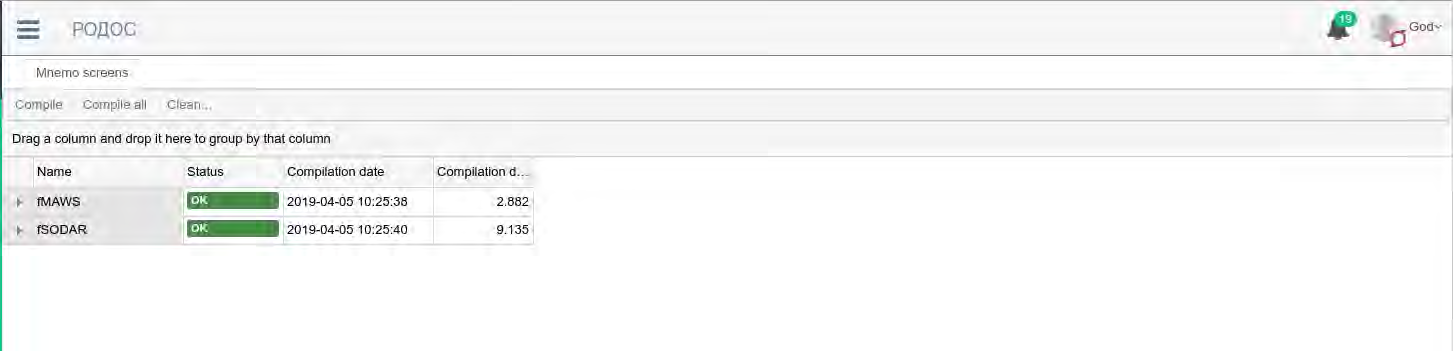 РОДОС 19 God
Mnemo screens
Compile Compile all Clean...
Drag a column and drop it here to group by that column
Name Status Compilation date Compilation d...
fMAWS OK 2019-04-05 10:25:38 2.882
fSODAR OK 2019-04-05 10:25:40 9.135